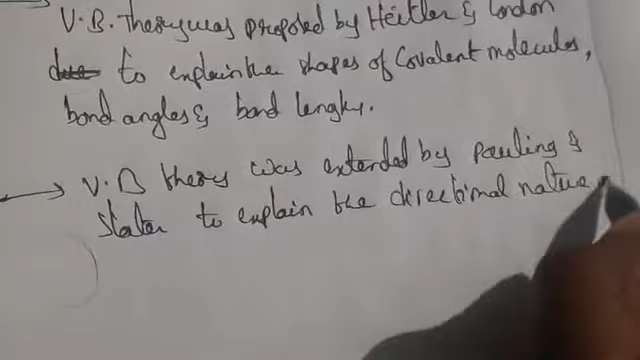 V.B. Theory was proposed by Heitler & London
due to explain the shapes of Covalent molecules,
bond angles & bond lengths.
→ V.B theory was extended by Pauling &
Slater to explain the directional nature